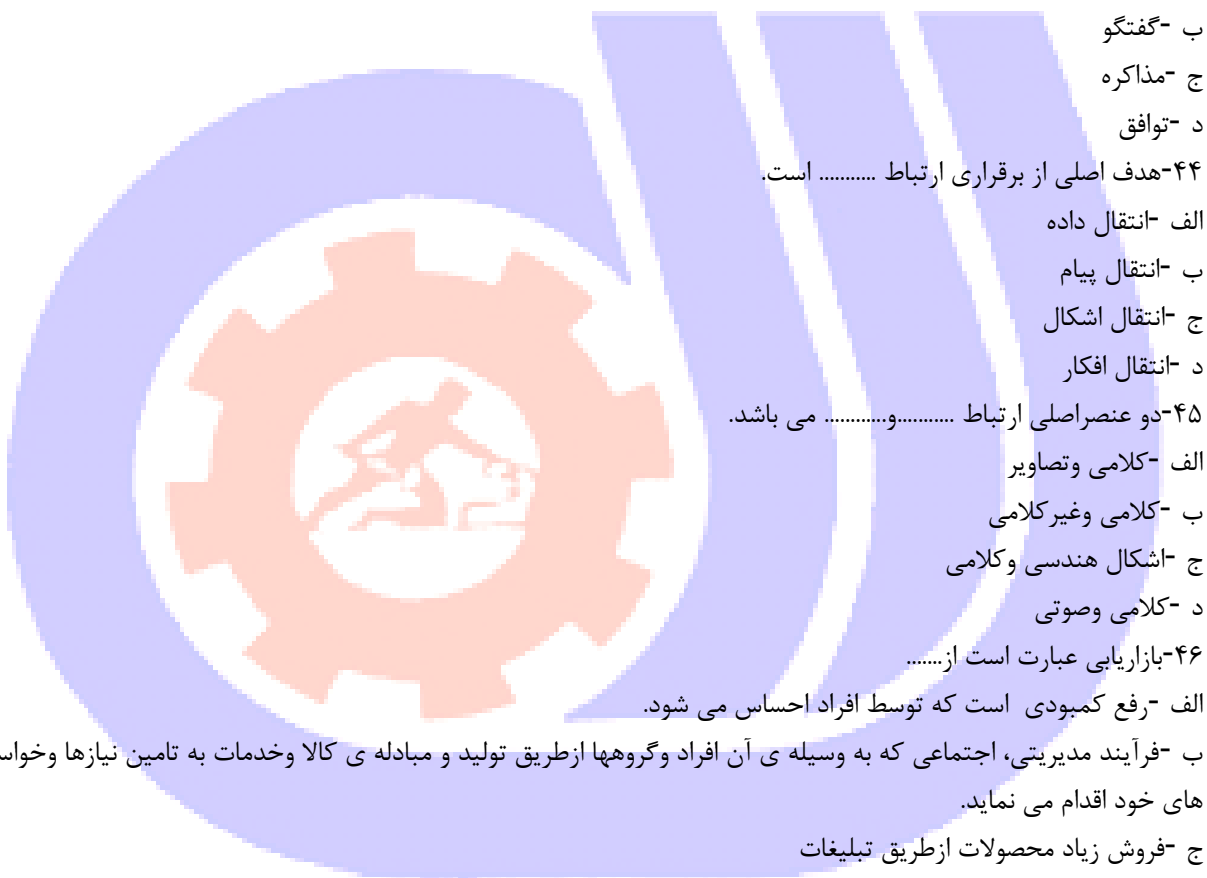 ب -گفتگو
ج -مذاکره
د -توافق
۴۴-هدف اصلی از برقراری ارتباط ........... است.
الف -انتقال داده
ب -انتقال پیام
ج -انتقال اشکال
د -انتقال افکار
۴۵-دو عنصراصلی ارتباط ...........و............ می باشد.
الف -کلامی وتصاویر
ب -کلامی وغیرکلامی
ج -اشکال هندسی وکلامی
د -کلامی وصوتی
۴۶-بازاریابی عبارت است از.......
الف -رفع کمبودی است که توسط افراد احساس می شود.
ب -فرآیند مدیریتی، اجتماعی که به وسیله ی آن افراد وگروهها ازطریق تولید و مبادله ی کالا وخدمات به تامین نیازها وخواس
های خود اقدام می نماید.
ج -فروش زیاد محصولات ازطریق تبلیغات